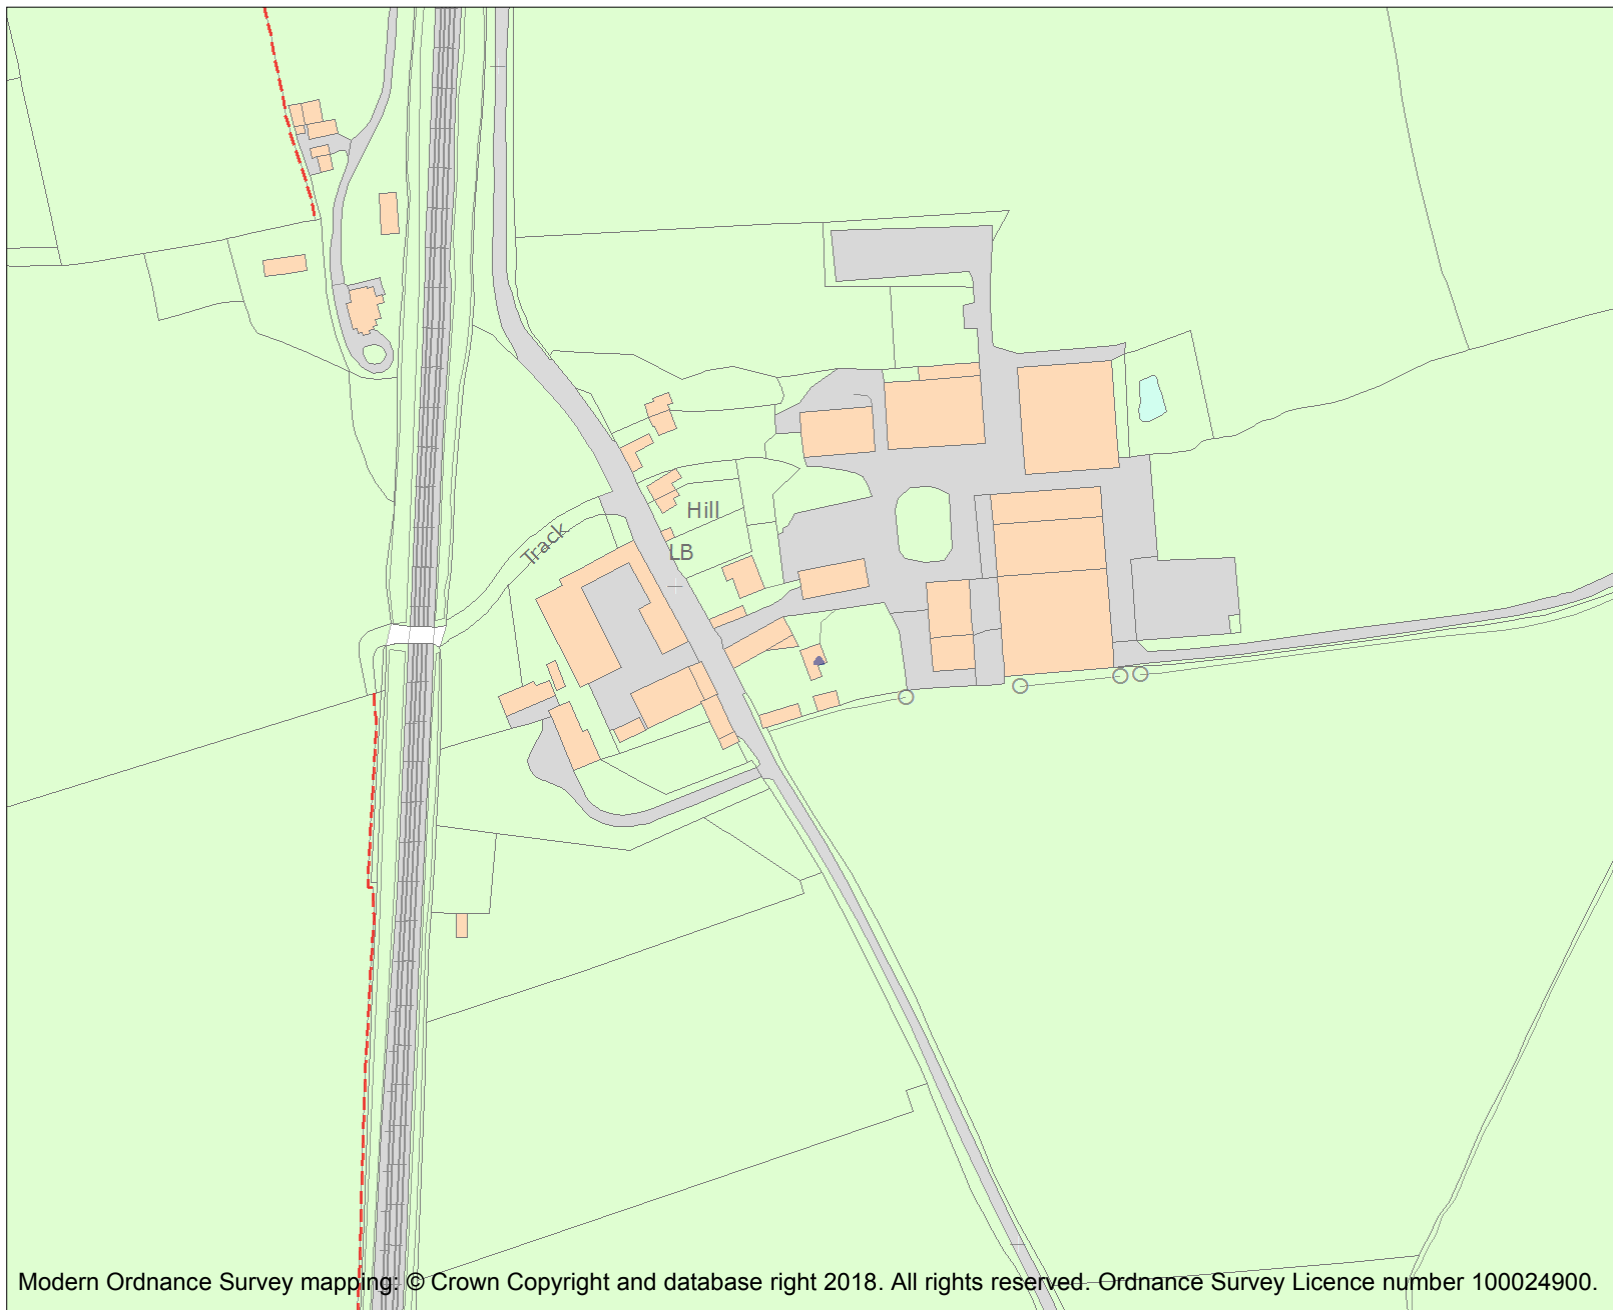 Hill
Track
LB
Modern Ordnance Survey mapping: © Crown Copyright and database right 2018. All rights reserved. Ordnance Survey Licence number 100024900.